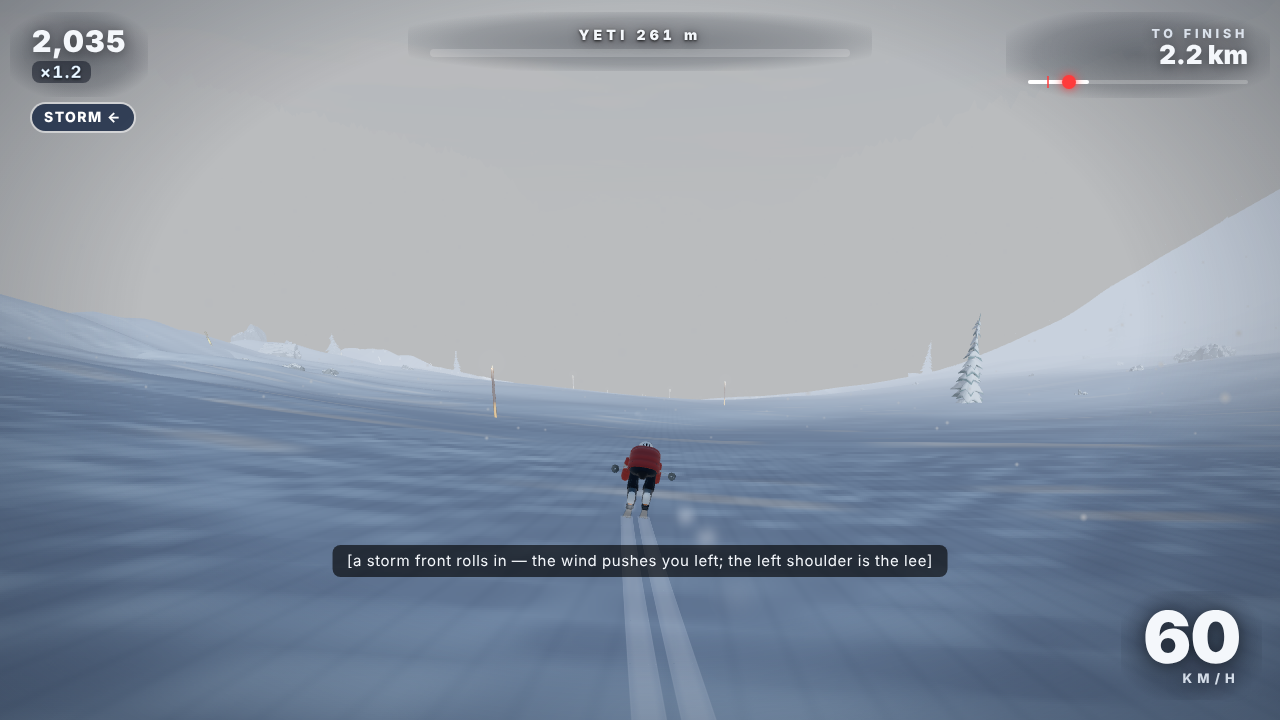 2,035
×1.2
STORM ←
YETI 261 m
TO FINISH
2.2 km
[a storm front rolls in — the wind pushes you left; the left shoulder is the lee]
60
KM/H